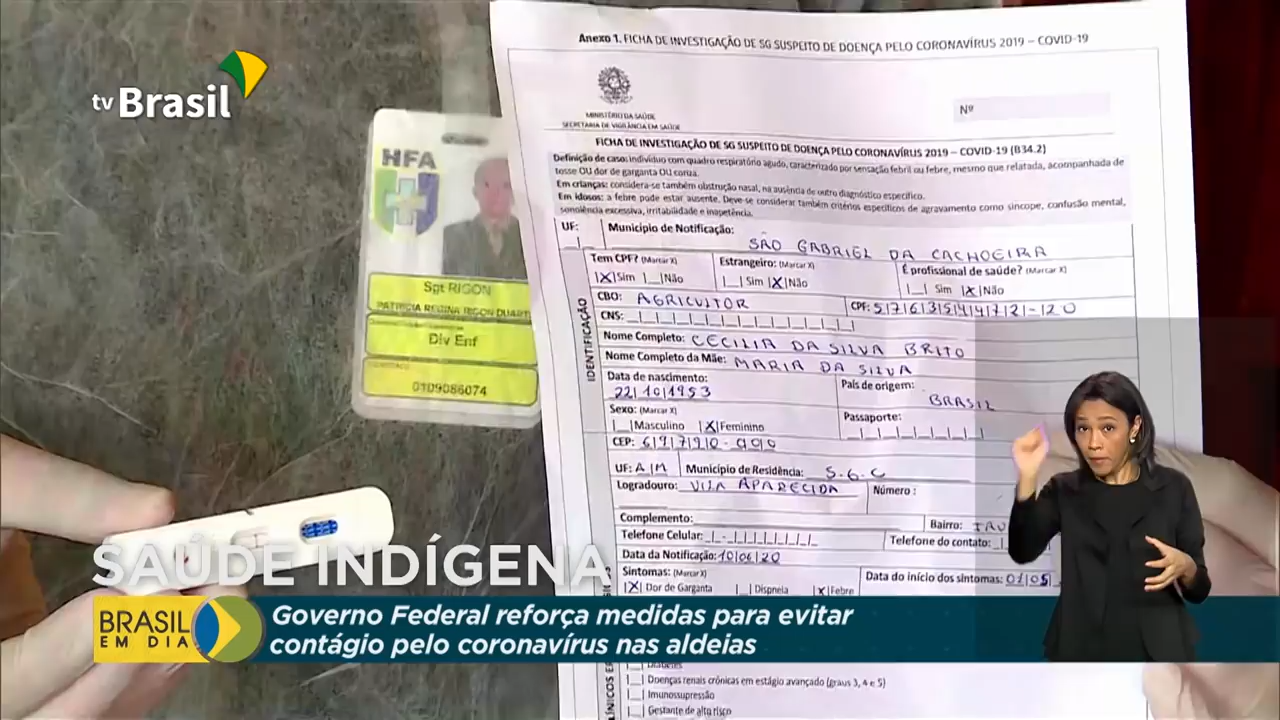 tv Brasil
Anexo 1. FICHA DE INVESTIGAÇÃO DE SG SUSPEITO DE DOENÇA PELO CORONAVÍRUS 2019 – COVID-19
MINISTÉRIO DA SAÚDE
SECRETARIA DE VIGILÂNCIA EM SAÚDE
Nº
FICHA DE INVESTIGAÇÃO DE SG SUSPEITO DE DOENÇA PELO CORONAVÍRUS 2019 – COVID-19 (B34.2)
Definição de caso: Indivíduo com quadro respiratório agudo, caracterizado por sensação febril ou febre, mesmo que relatada, acompanhada de
tosse OU dor de garganta OU coriza.
Em crianças: considera-se também obstrução nasal, na ausência de outro diagnóstico específico.
Em idosos: a febre pode estar ausente. Deve-se considerar também critérios específicos de agravamento como síncope, confusão mental,
sonolência excessiva, irritabilidade e inapetência.
UF: Município de Notificação: SÃO GABRIEL DA CACHOEIRA
Tem CPF? (Marcar X) Estrangeiro: (Marcar X) É profissional de saúde? (Marcar X)
|X|Sim |_|Não |_| Sim |X|Não |_| Sim |X|Não
CBO: AGRICULTOR CPF: 576354472-20
CNS:
IDENTIFICAÇÃO
Nome Completo: CECILIA DA SILVA BRITO
Nome Completo da Mãe: MARIA DA SILVA
Data de nascimento: País de origem:
22/10/1953 BRASIL
Sexo: (Marcar X) Passaporte:
|_|Masculino |X|Feminino
CEP:
UF: AM Município de Residência: S.G.C
Logradouro: VILA APARECIDA Número:
Complemento: Bairro:
Telefone Celular: Telefone do contato:
Data da Notificação: 10/06/20
Sintomas: (Marcar X) Data do início dos sintomas: 01/05
|X| Dor de Garganta |_| Dispneia |X|Febre
Diabetes
|_| Doenças renais crônicas em estágio avançado (graus 3, 4 e 5)
|_| Imunossupressão
|_| Gestante de alto risco
HFA
Sgt RIGON
PATRICIA REGINA RIGON DUART
Div Enf
0109086074
SAÚDE INDÍGENA
BRASIL
EM DIA
Governo Federal reforça medidas para evitar
contágio pelo coronavírus nas aldeias